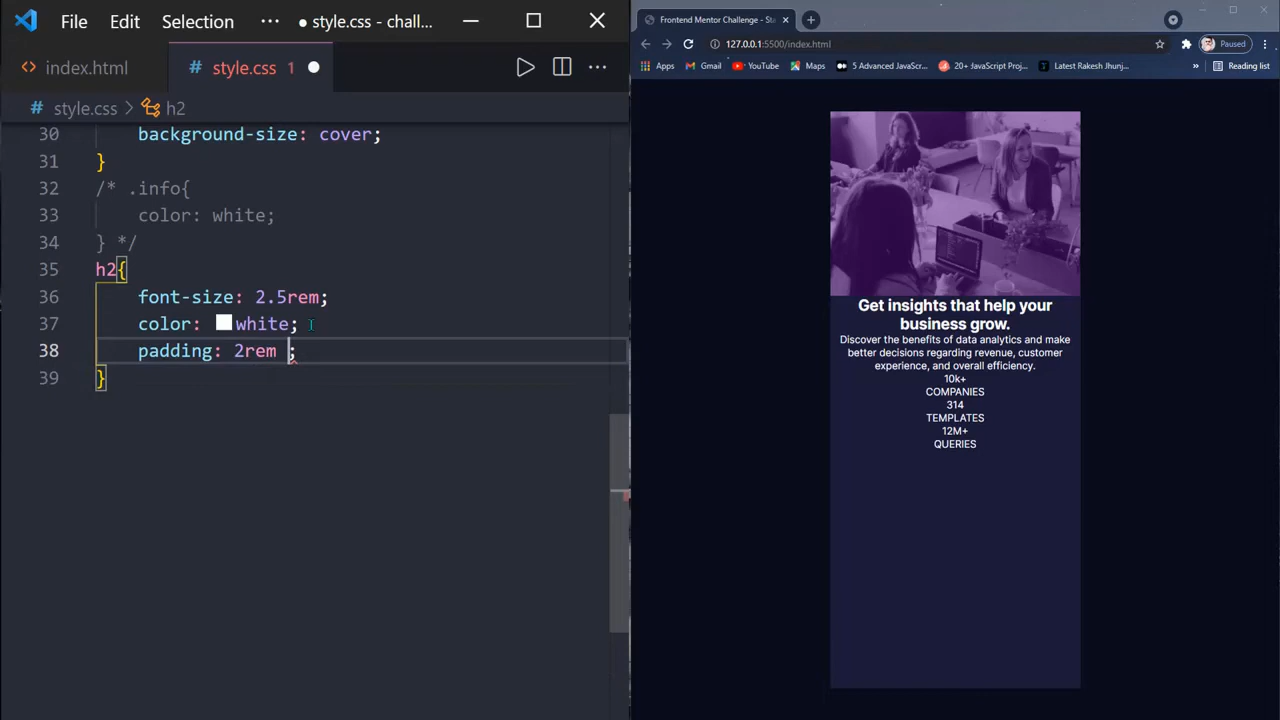 File Edit Selection ··· ● style.css - chall...
<> index.html # style.css 1 ●
# style.css > h2
30 background-size: cover;
31 }
32 /* .info{
33 color: white;
34 } */
35 h2{
36 font-size: 2.5rem;
37 color: white;
38 padding: 2rem ;
39 }
Frontend Mentor Challenge - Sta
127.0.0.1:5500/index.html
Paused
Apps Gmail YouTube Maps 5 Advanced JavaScr... 20+ JavaScript Proj... Latest Rakesh Jhunj... » Reading list
Get insights that help your
business grow.
Discover the benefits of data analytics and make
better decisions regarding revenue, customer
experience, and overall efficiency.
10k+
COMPANIES
314
TEMPLATES
12M+
QUERIES